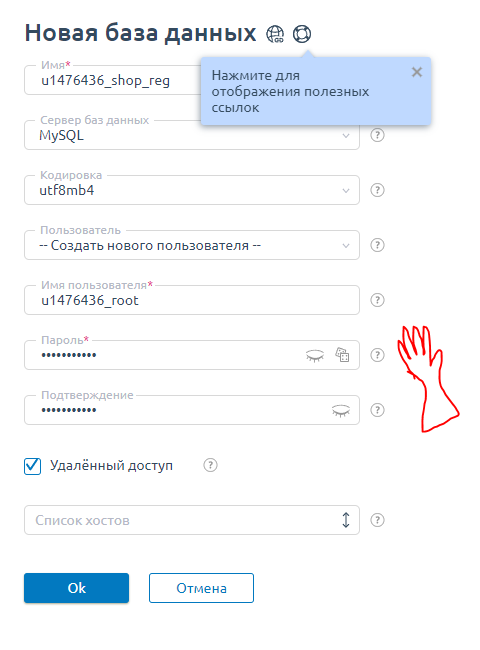 Новая база данных
Нажмите для
отображения полезных
ссылок
Имя*
u1476436_shop_reg
Сервер баз данных
MySQL
Кодировка
utf8mb4
Пользователь
-- Создать нового пользователя --
Имя пользователя*
u1476436_root
Пароль*
•••••••••••
Подтверждение
•••••••••••
Удалённый доступ
Список хостов
Ok
Отмена